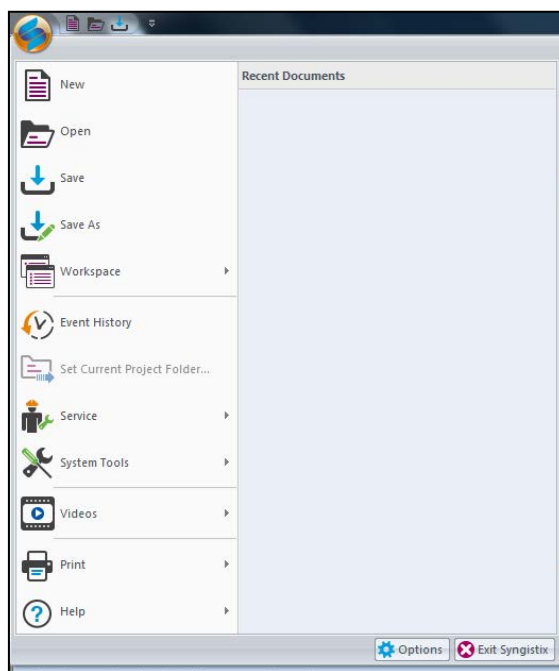 Recent Documents
New
Open
Save
Save As
Workspace
Event History
Set Current Project Folder...
Service
System Tools
Videos
Print
Help
Options
Exit Syngistix